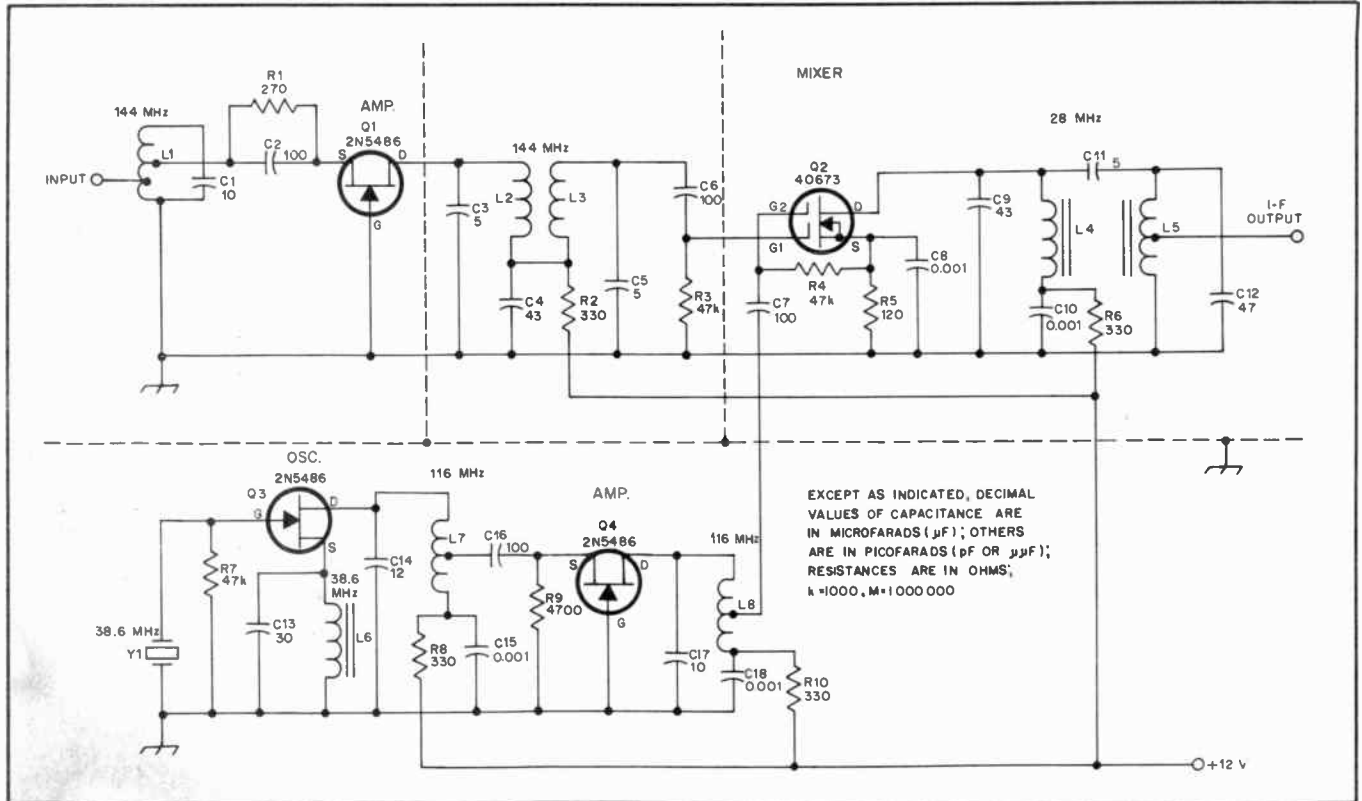 MIXER
R1
270
AMP.
Q1
2N5486
144 MHz
C2
100
S
D
G
L1
C1
10
INPUT
144 MHz
C3
5
L2
L3
C4
43
R2
330
C5
5
C6
100
R3
47k
Q2
40673
G2
G1
D
S
R4
47k
C7
100
R5
120
C8
0.001
28 MHz
C9
43
C11
5
L4
L5
C10
0.001
R6
330
C12
47
I-F
OUTPUT
OSC.
2N5486
Q3
G
D
S
116 MHz
R7
47k
38.6 MHz
Y1
C13
30
38.6
MHz
L6
C14
12
L7
R8
330
C15
0.001
C16
100
AMP.
Q4
2N5486
S
D
G
R9
4700
116 MHz
L8
C17
10
C18
0.001
R10
330
EXCEPT AS INDICATED, DECIMAL
VALUES OF CAPACITANCE ARE
IN MICROFARADS (µF); OTHERS
ARE IN PICOFARADS (pF OR µµF);
RESISTANCES ARE IN OHMS;
k=1000, M=1000 000
+12 V